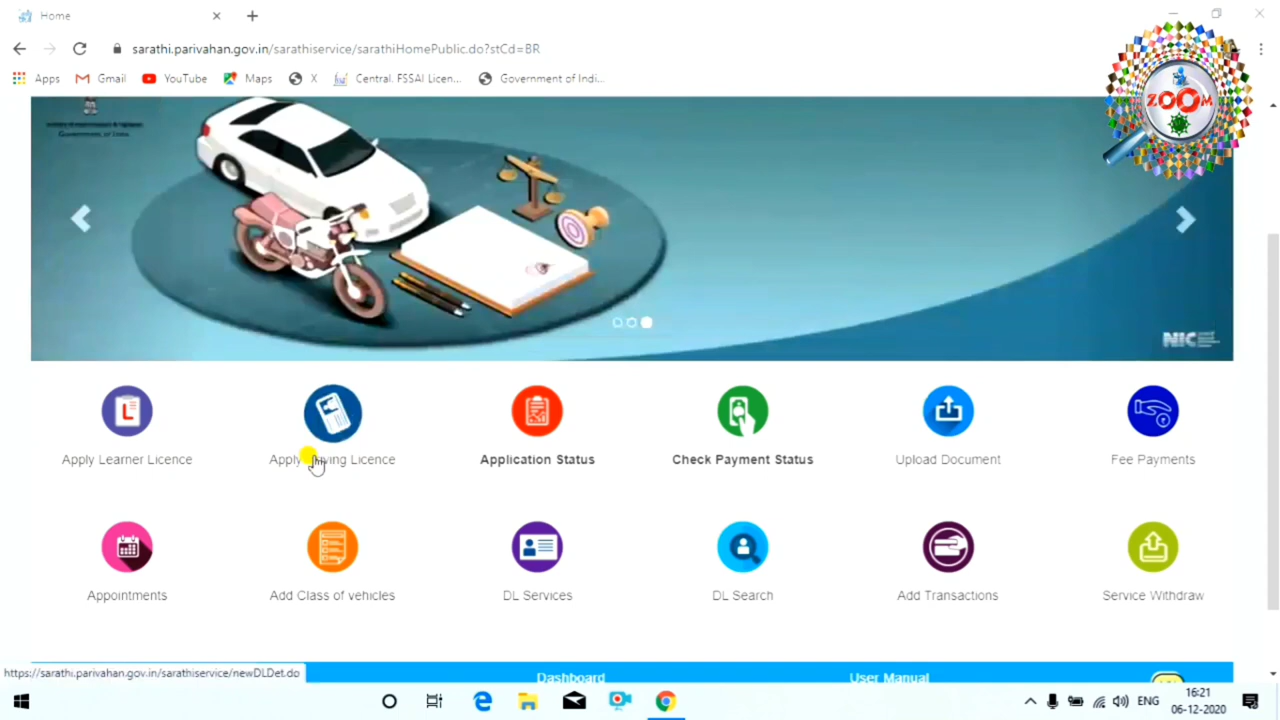 Home
sarathi.parivahan.gov.in/sarathiservice/sarathiHomePublic.do?stCd=BR
Apps Gmail YouTube Maps X Central. FSSAI Licen... Government of Indi...
ZOOM
Government of India
NIC
Apply Learner Licence Apply Driving Licence Application Status Check Payment Status Upload Document Fee Payments
Appointments Add Class of vehicles DL Services DL Search Add Transactions Service Withdraw
https://sarathi.parivahan.gov.in/sarathiservice/newDLDet.do Dashboard User Manual
ENG 16:21
06-12-2020